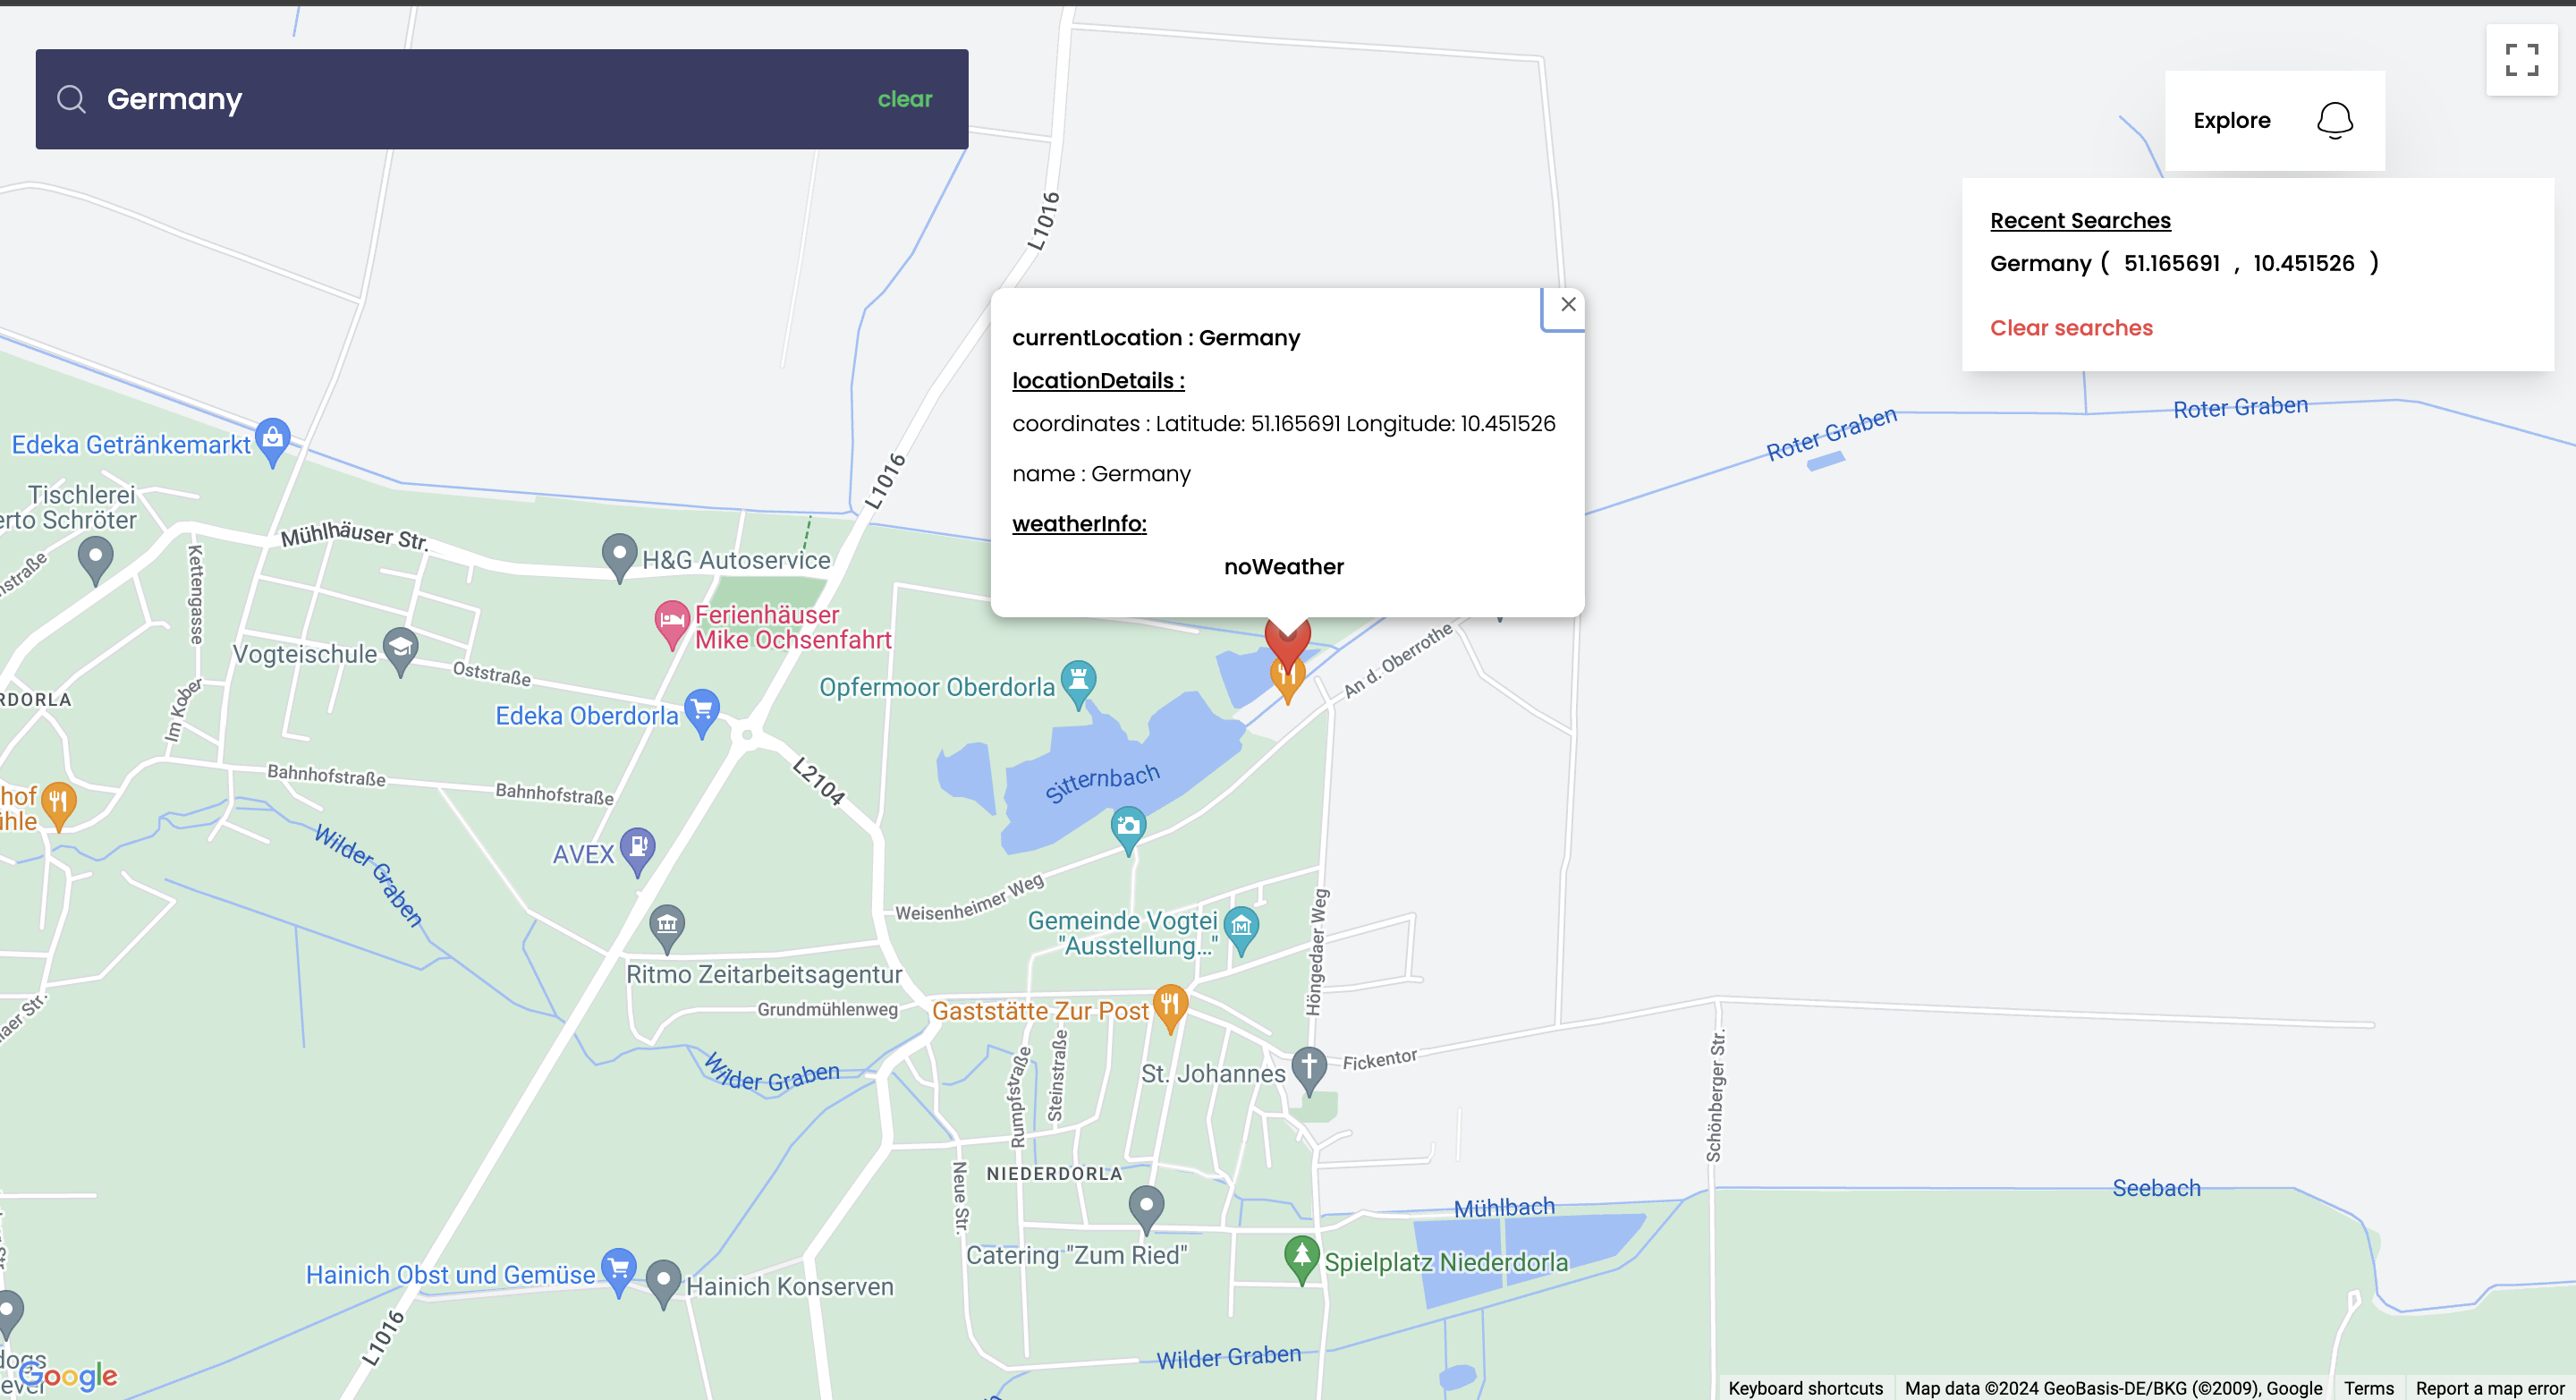 Germany
clear
Explore
Recent Searches
Germany ( 51.165691 , 10.451526 )
Clear searches
currentLocation : Germany
locationDetails :
coordinates : Latitude: 51.165691 Longitude: 10.451526
name : Germany
weatherInfo:
noWeather
L1016
Roter Graben
Roter Graben
Edeka Getränkemarkt
L1016
Tischlerei
erto Schröter
Mühlhäuser Str.
Kettengasse
H&G Autoservice
Ferienhäuser
Mike Ochsenfahrt
Vogteischule
Oststraße
An d. Oberrothe
Opfermoor Oberdorla
RDORLA
Im Kober
Edeka Oberdorla
Bahnhofstraße
Bahnhofstraße
L2104
Sitternbach
hof
ühle
Wilder Graben
AVEX
Weisenheimer Weg
Höngedaer Weg
Gemeinde Vogtei
"Ausstellung..."
Ritmo Zeitarbeitsagentur
Grundmühlenweg
Gaststätte Zur Post
Wilder Graben
Rumpfstraße
Steinstraße
St. Johannes
Fickentor
Schönberger Str.
NIEDERDORLA
Neue Str.
Mühlbach
Seebach
Catering "Zum Ried"
Spielplatz Niederdorla
Hainich Obst und Gemüse
Hainich Konserven
L1016
Wilder Graben
Google
Keyboard shortcuts
Map data ©2024 GeoBasis-DE/BKG (©2009), Google
Terms
Report a map error